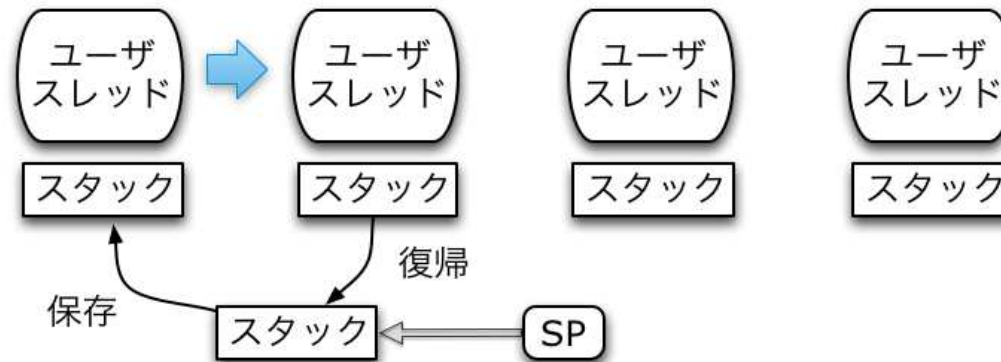 ユーザ
スレッド
ユーザ
スレッド
ユーザ
スレッド
ユーザ
スレッド
スタック
スタック
スタック
スタック
復帰
保存
スタック
SP